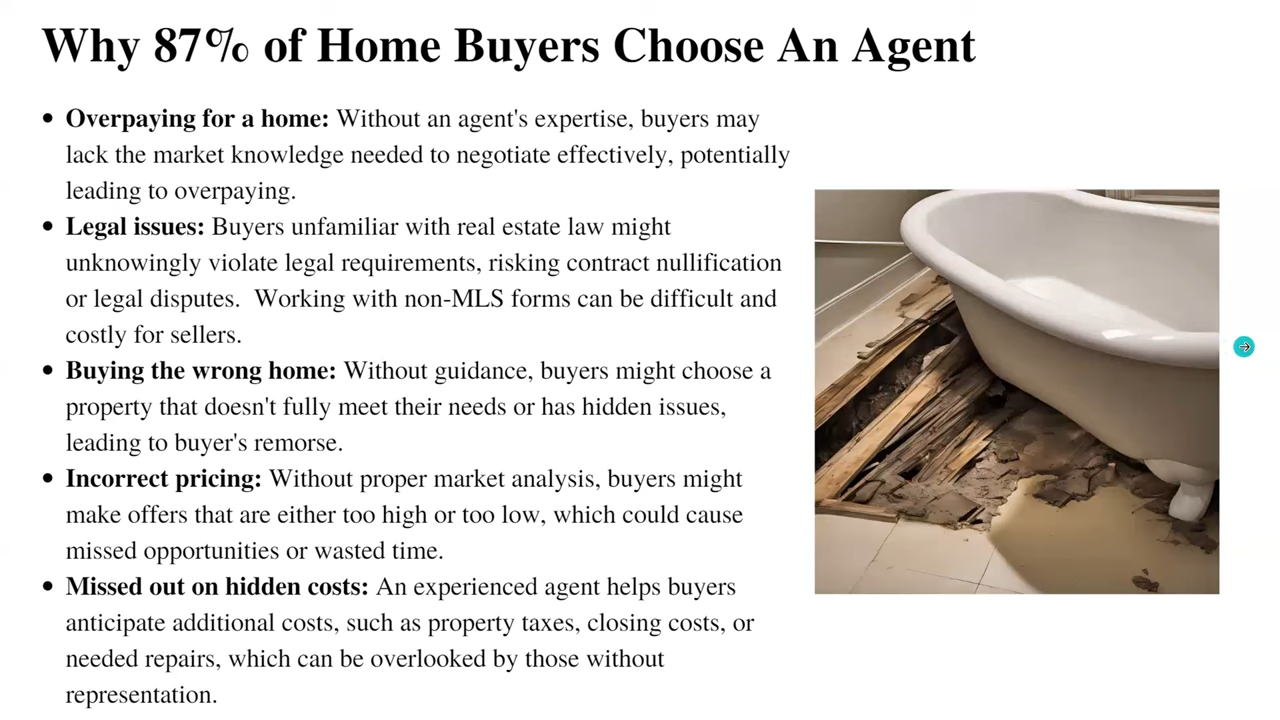 Why 87% of Home Buyers Choose An Agent
• Overpaying for a home: Without an agent's expertise, buyers may
lack the market knowledge needed to negotiate effectively, potentially
leading to overpaying.
• Legal issues: Buyers unfamiliar with real estate law might
unknowingly violate legal requirements, risking contract nullification
or legal disputes.  Working with non-MLS forms can be difficult and
costly for sellers.
• Buying the wrong home: Without guidance, buyers might choose a
property that doesn't fully meet their needs or has hidden issues,
leading to buyer's remorse.
• Incorrect pricing: Without proper market analysis, buyers might
make offers that are either too high or too low, which could cause
missed opportunities or wasted time.
• Missed out on hidden costs: An experienced agent helps buyers
anticipate additional costs, such as property taxes, closing costs, or
needed repairs, which can be overlooked by those without
representation.